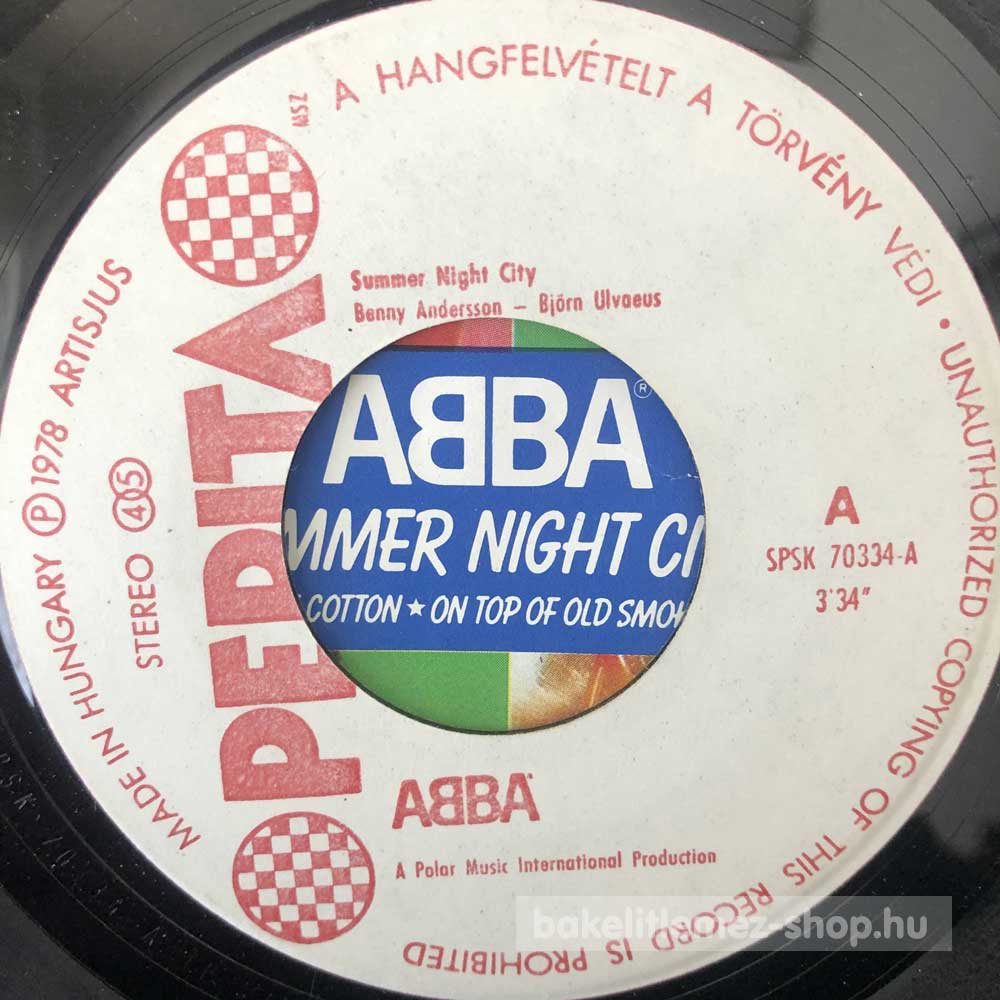 A HANGFELVÉTELT A TÖRVÉNY VÉDI • UNAUTHORIZED COPYING OF THIS RECORD IS PROHIBITED
MADE IN HUNGARY Ⓟ 1978 ARTISJUS
STEREO 45
PEPITA
Summer Night City
Benny Andersson – Björn Ulvaeus
ABBA®
MMER NIGHT CI
COTTON ★ ON TOP OF OLD SMOK
A
SPSK 70334-A
3'34"
ABBA
A Polar Music International Production
bakelitlemez-shop.hu